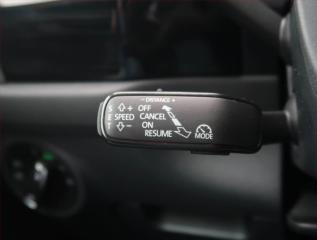 - DISTANCE +
S + OFF
E SPEED CANCEL
T - ON
RESUME
MODE